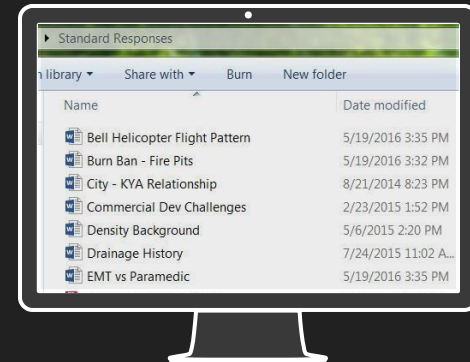 Standard Responses
library Share with Burn New folder
Name Date modified
Bell Helicopter Flight Pattern 5/19/2016 3:35 PM
Burn Ban - Fire Pits 5/19/2016 3:32 PM
City - KYA Relationship 8/21/2014 8:23 PM
Commercial Dev Challenges 2/23/2015 1:52 PM
Density Background 5/6/2015 2:20 PM
Drainage History 7/24/2015 11:02 A...
EMT vs Paramedic 5/19/2016 3:35 PM